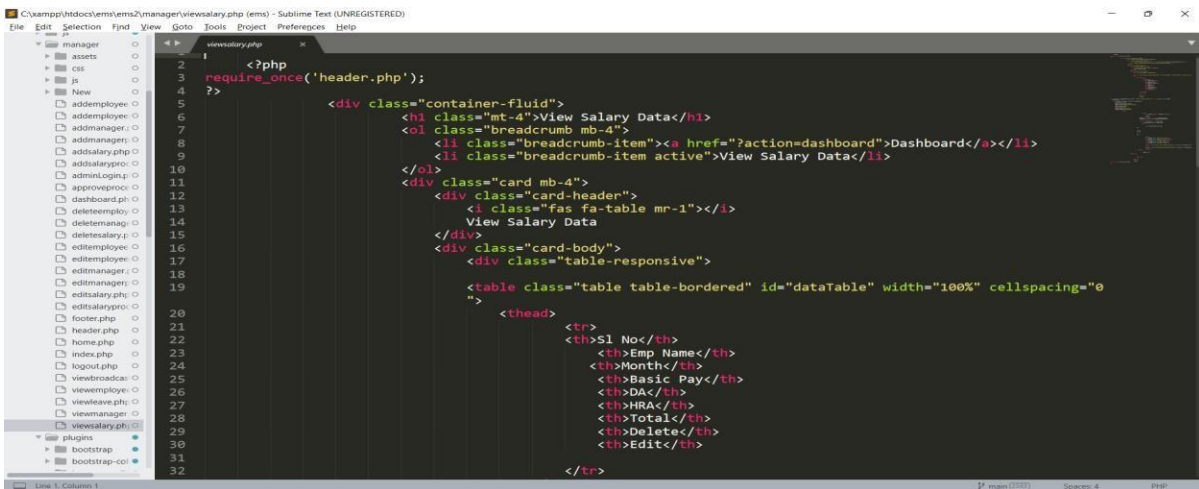 C:\xampp\htdocs\ems\ems2\manager\viewsalary.php (ems) - Sublime Text (UNREGISTERED)
File Edit Selection Find View Goto Tools Project Preferences Help
js
manager
assets
css
js
New
addemployee
addemployee
addmanager.
addmanager
addsalary.php
addsalaryproc
adminLogin.p
approveproce
dashboard.ph
deleteemploy
deletemanag
deletesalary.p
editemployee
editemployee
editmanager.
editmanager
editsalary.php
editsalaryproc
footer.php
header.php
home.php
index.php
logout.php
viewbroadcas
viewemployee
viewleave.php
viewmanager
viewsalary.ph
plugins
bootstrap
bootstrap-col
viewsalary.php ×
1
2 <?php
3 require_once('header.php');
4 ?>
5 <div class="container-fluid">
6 <h1 class="mt-4">View Salary Data</h1>
7 <ol class="breadcrumb mb-4">
8 <li class="breadcrumb-item"><a href="?action=dashboard">Dashboard</a></li>
9 <li class="breadcrumb-item active">View Salary Data</li>
10 </ol>
11 <div class="card mb-4">
12 <div class="card-header">
13 <i class="fas fa-table mr-1"></i>
14 View Salary Data
15 </div>
16 <div class="card-body">
17 <div class="table-responsive">
18
19 <table class="table table-bordered" id="dataTable" width="100%" cellspacing="0
">
20 <thead>
21 <tr>
22 <th>Sl No</th>
23 <th>Emp Name</th>
24 <th>Month</th>
25 <th>Basic Pay</th>
26 <th>DA</th>
27 <th>HRA</th>
28 <th>Total</th>
29 <th>Delete</th>
30 <th>Edit</th>
31
32 </tr>
Line 1, Column 1 main Spaces: 4 PHP